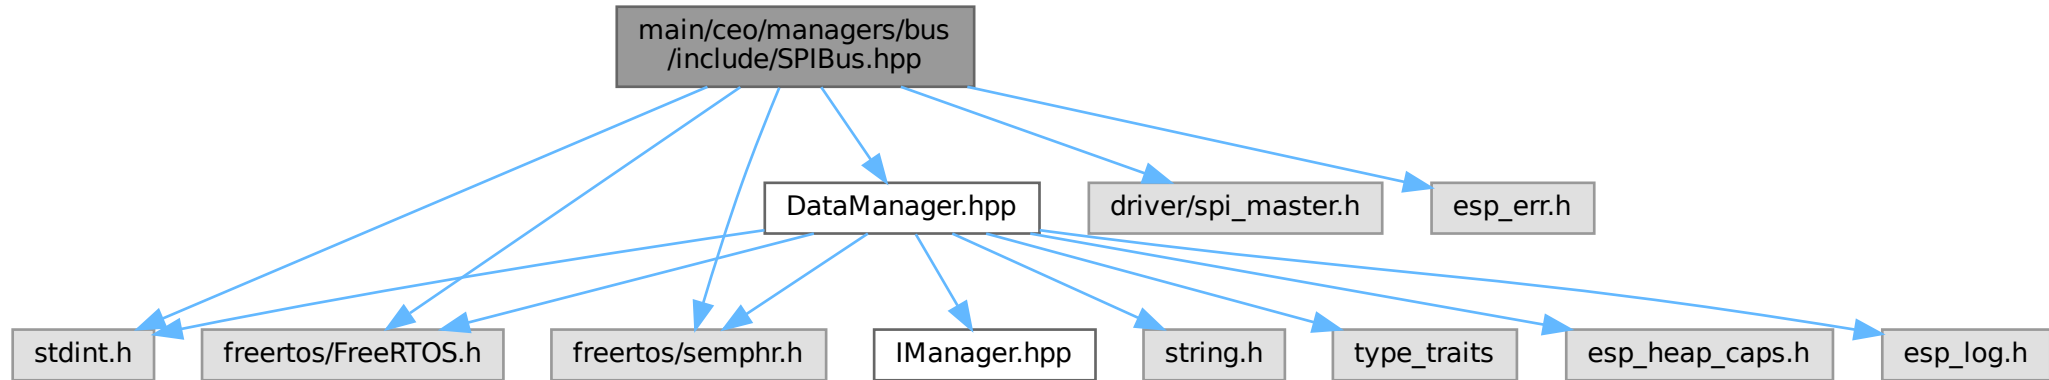 main/ceo/managers/bus
/include/SPIBus.hpp
DataManager.hpp
driver/spi_master.h
esp_err.h
stdint.h
freertos/FreeRTOS.h
freertos/semphr.h
IManager.hpp
string.h
type_traits
esp_heap_caps.h
esp_log.h